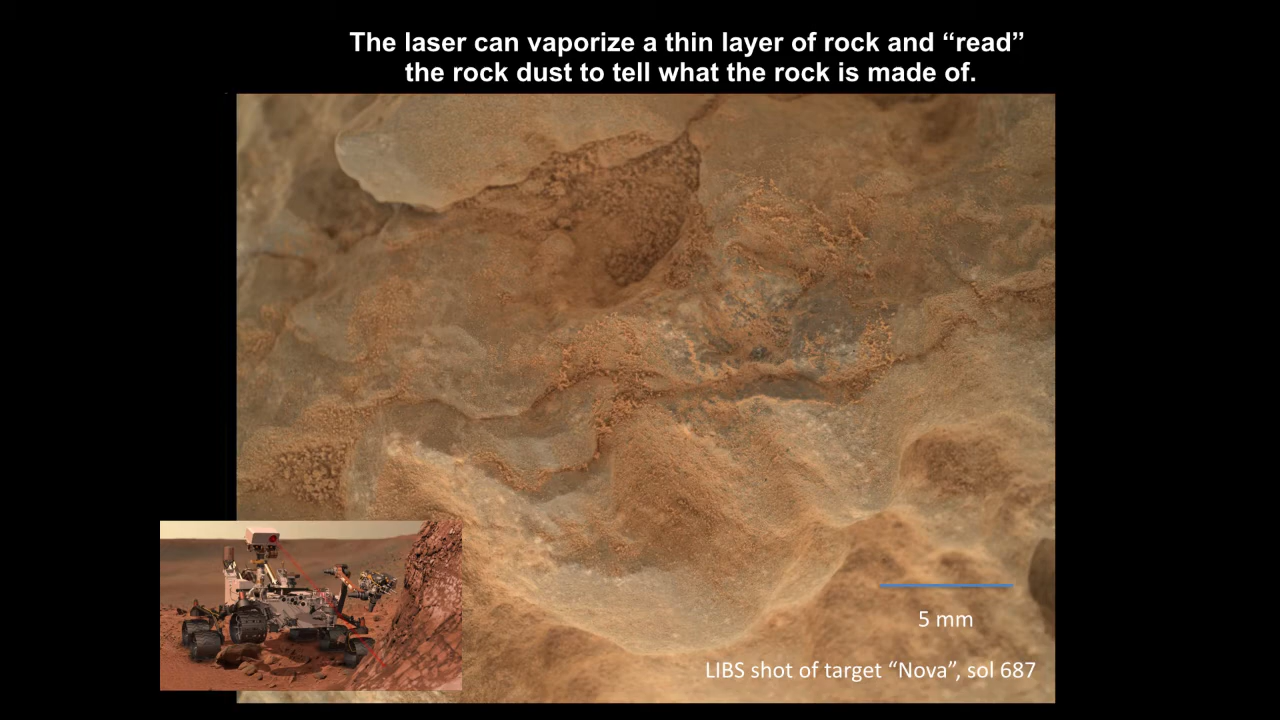 The laser can vaporize a thin layer of rock and “read”
the rock dust to tell what the rock is made of.
5 mm
LIBS shot of target “Nova”, sol 687